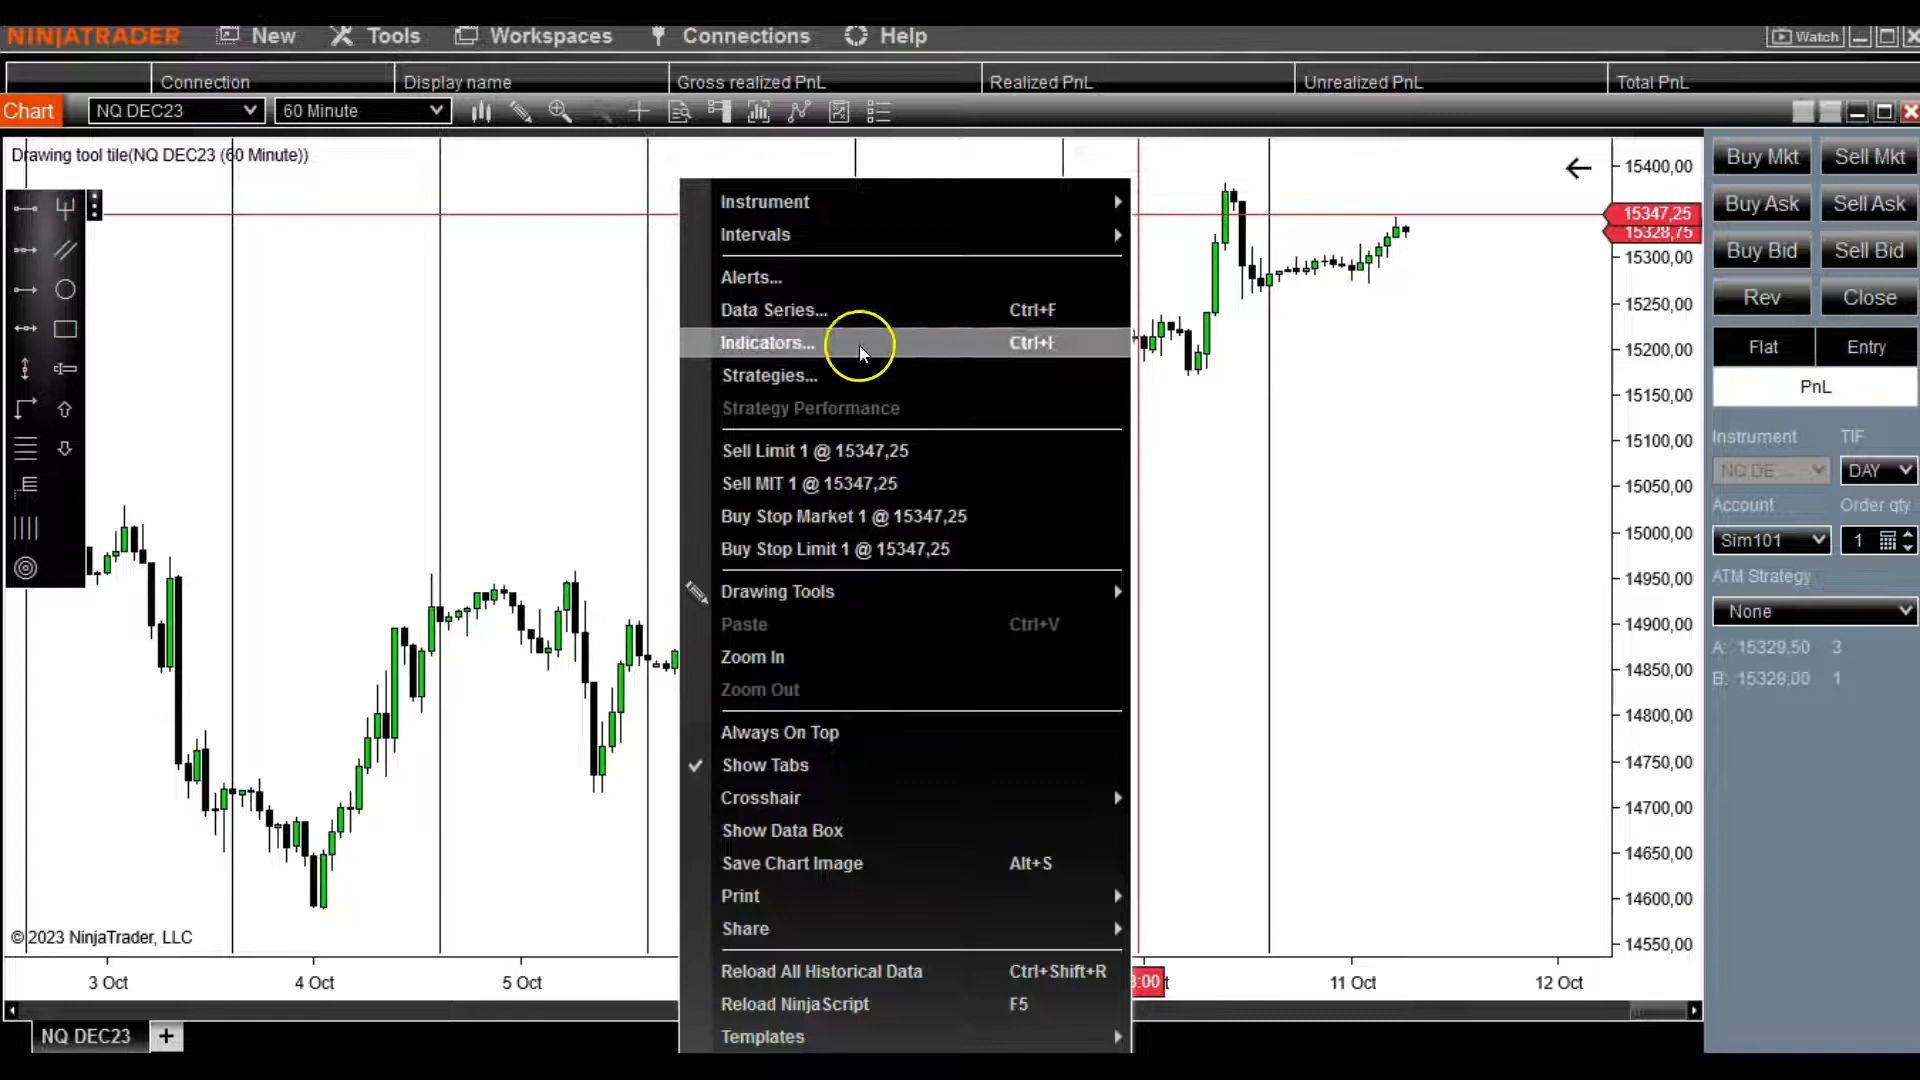 NINJATRADER New Tools Workspaces Connections Help Watch
Connection Display name Gross realized PnL Realized PnL Unrealized PnL Total PnL
Chart NQ DEC23 60 Minute
Drawing tool tile(NQ DEC23 (60 Minute))
Instrument
Intervals
Alerts...
Data Series... Ctrl+F
Indicators... Ctrl+I
Strategies...
Strategy Performance
Sell Limit 1 @ 15347,25
Sell MIT 1 @ 15347,25
Buy Stop Market 1 @ 15347,25
Buy Stop Limit 1 @ 15347,25
Drawing Tools
Paste Ctrl+V
Zoom In
Zoom Out
Always On Top
Show Tabs
Crosshair
Show Data Box
Save Chart Image Alt+S
Print
Share
Reload All Historical Data Ctrl+Shift+R
Reload NinjaScript F5
Templates
15400,00
15347,25
15328,75
15300,00
15250,00
15200,00
15150,00
15100,00
15050,00
15000,00
14950,00
14900,00
14850,00
14800,00
14750,00
14700,00
14650,00
14600,00
14550,00
Buy Mkt Sell Mkt
Buy Ask Sell Ask
Buy Bid Sell Bid
Rev Close
Flat Entry
PnL
Instrument TIF
NQ DE... DAY
Account Order qty
Sim101 1
ATM Strategy
None
A: 15329,50 3
B: 15329,00 1
© 2023 NinjaTrader, LLC
3 Oct 4 Oct 5 Oct :00 11 Oct 12 Oct
NQ DEC23 +